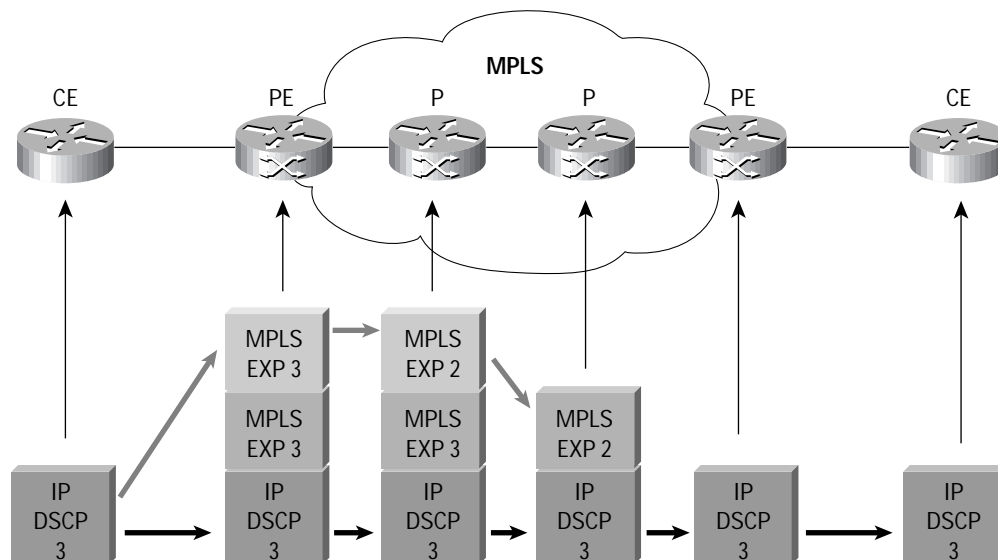 MPLS
CE PE P P PE CE
MPLS MPLS
EXP 3 EXP 2
MPLS MPLS MPLS
EXP 3 EXP 3 EXP 2
IP IP IP IP IP IP
DSCP DSCP DSCP DSCP DSCP DSCP
3 3 3 3 3 3